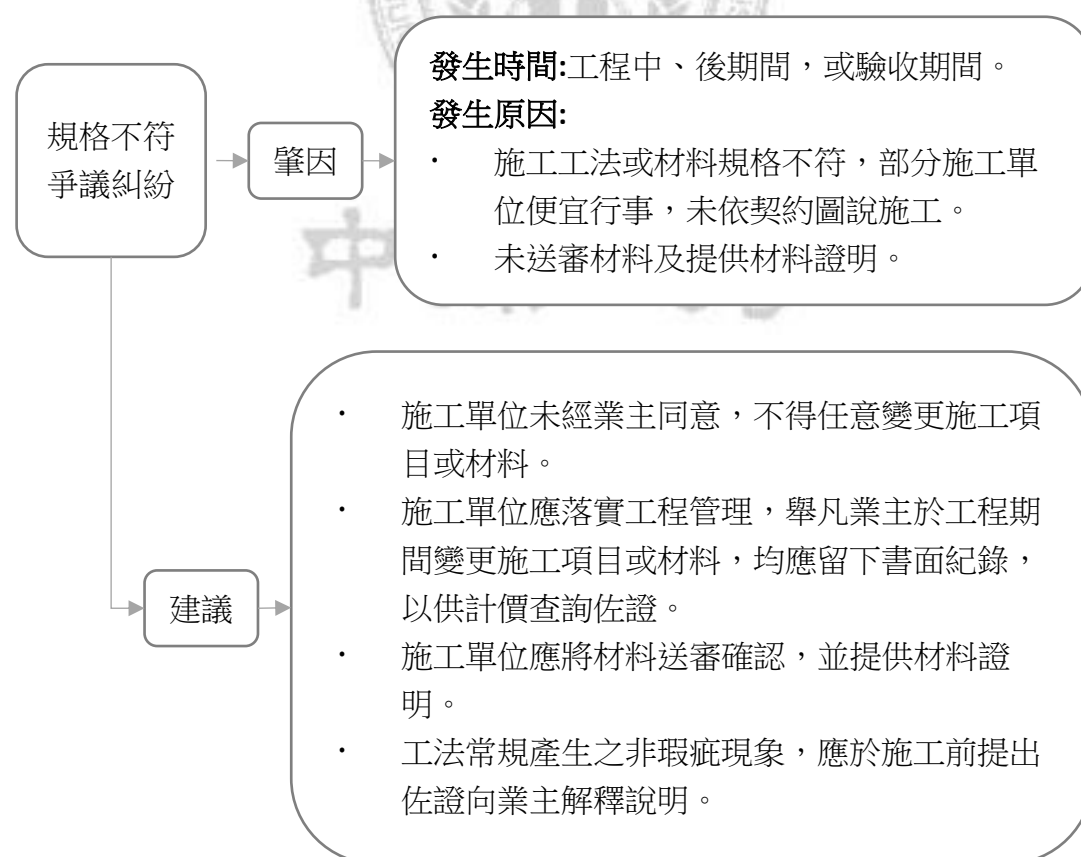 規格不符
爭議糾紛
肇因
發生時間:工程中、後期間，或驗收期間。
發生原因:
· 施工工法或材料規格不符，部分施工單
位便宜行事，未依契約圖說施工。
· 未送審材料及提供材料證明。
建議
· 施工單位未經業主同意，不得任意變更施工項
目或材料。
· 施工單位應落實工程管理，舉凡業主於工程期
間變更施工項目或材料，均應留下書面紀錄，
以供計價查詢佐證。
· 施工單位應將材料送審確認，並提供材料證
明。
· 工法常規產生之非瑕疵現象，應於施工前提出
佐證向業主解釋說明。
中